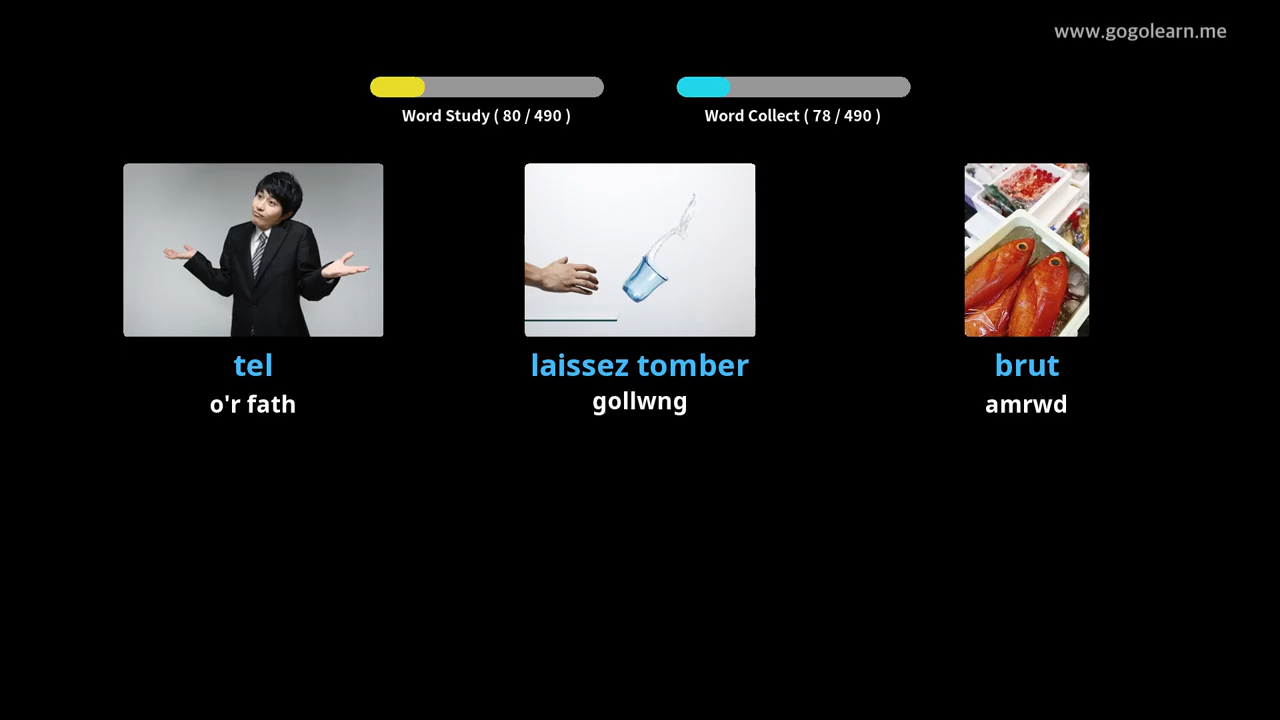 www.gogolearn.me
Word Study ( 80 / 490 )
Word Collect ( 78 / 490 )
tel
laissez tomber
brut
o'r fath
gollwng
amrwd